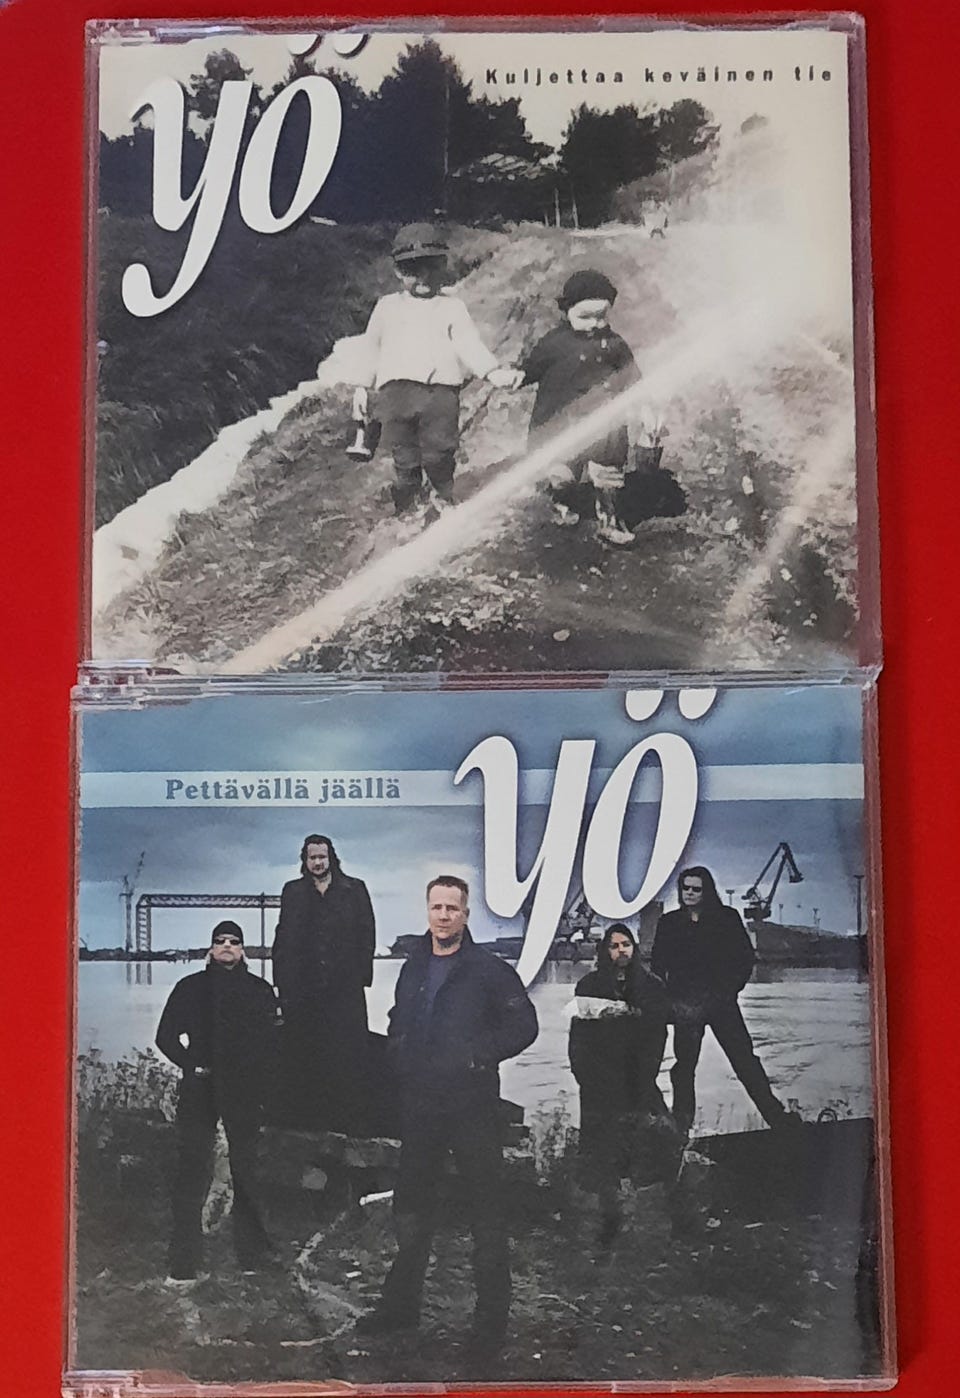 yö
Kuljettaa keväinen tie
yö
Pettävällä jäällä